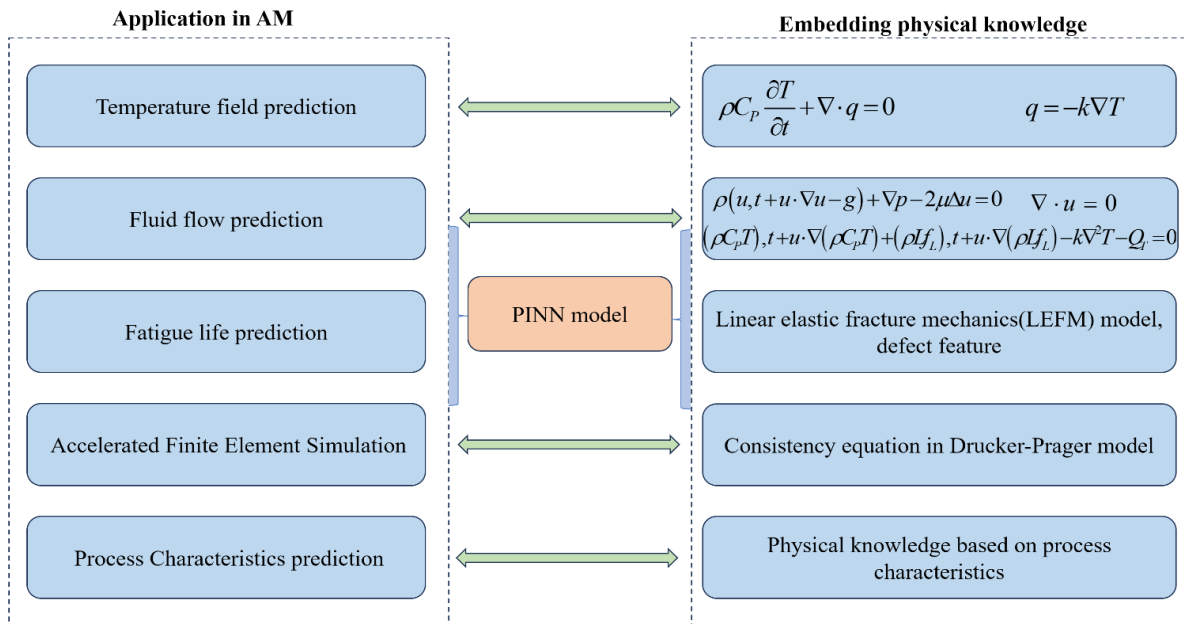 Application in AM
Embedding physical knowledge
Temperature field prediction
ρC_P ∂T/∂t + ∇·q = 0    q = −k∇T
Fluid flow prediction
ρ(u,t+u·∇u−g)+∇p−2μΔu=0    ∇·u = 0
(ρC_PT),t+u·∇(ρC_PT)+(ρLf_L),t+u·∇(ρLf_L)−k∇²T−Q_T=0
PINN model
Fatigue life prediction
Linear elastic fracture mechanics(LEFM) model,
defect feature
Accelerated Finite Element Simulation
Consistency equation in Drucker-Prager model
Process Characteristics prediction
Physical knowledge based on process
characteristics